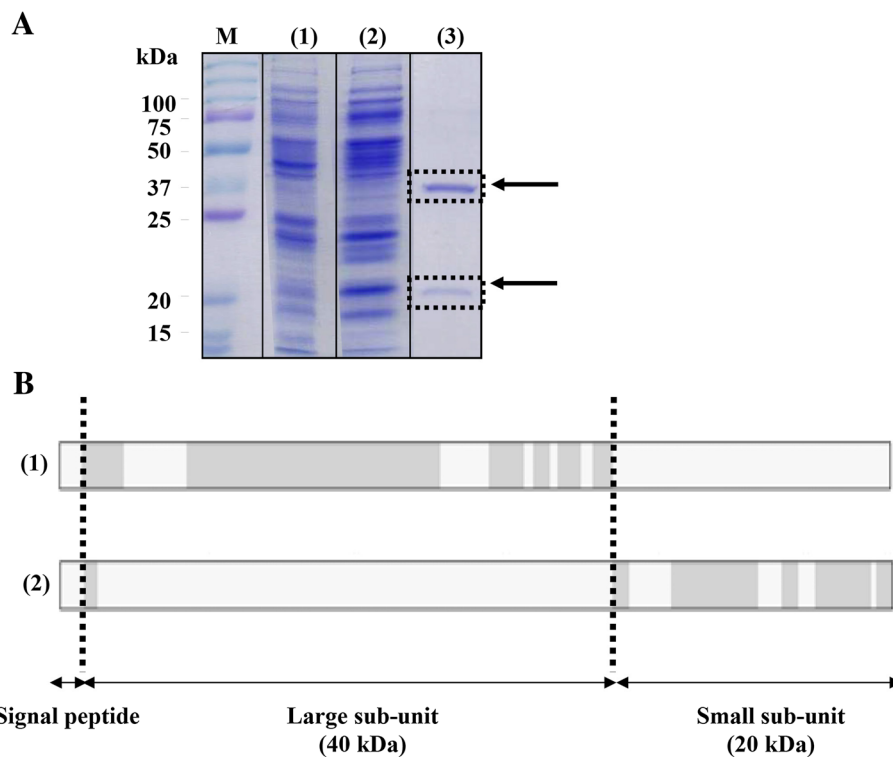 A
M (1) (2) (3)
kDa
100
75
50
37
25
20
15
B
(1)
(2)
Signal peptide
Large sub-unit
(40 kDa)
Small sub-unit
(20 kDa)